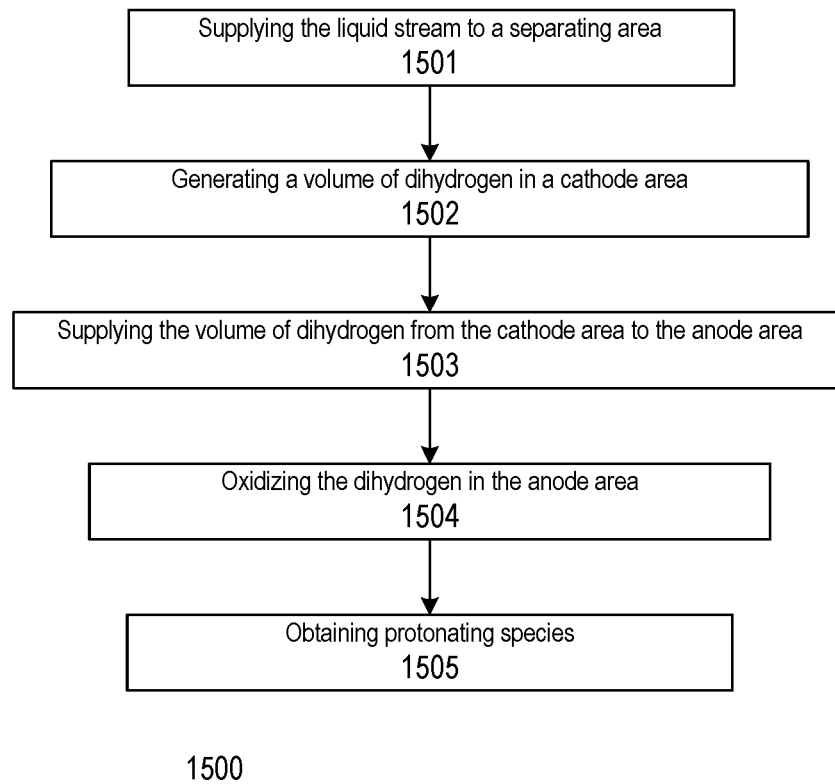 Supplying the liquid stream to a separating area
1501
Generating a volume of dihydrogen in a cathode area
1502
Supplying the volume of dihydrogen from the cathode area to the anode area
1503
Oxidizing the dihydrogen in the anode area
1504
Obtaining protonating species
1505
1500